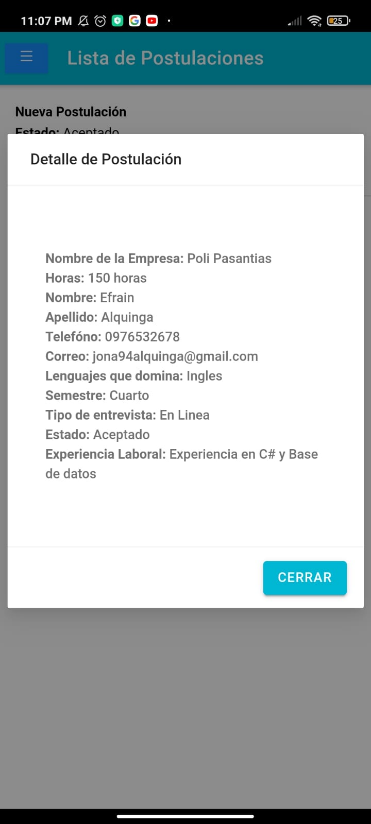 11:07 PM
25
Lista de Postulaciones
Nueva Postulación
Estado: Aceptado
Detalle de Postulación
Nombre de la Empresa: Poli Pasantias
Horas: 150 horas
Nombre: Efrain
Apellido: Alquinga
Telefóno: 0976532678
Correo: jona94alquinga@gmail.com
Lenguajes que domina: Ingles
Semestre: Cuarto
Tipo de entrevista: En Linea
Estado: Aceptado
Experiencia Laboral: Experiencia en C# y Base
de datos
CERRAR